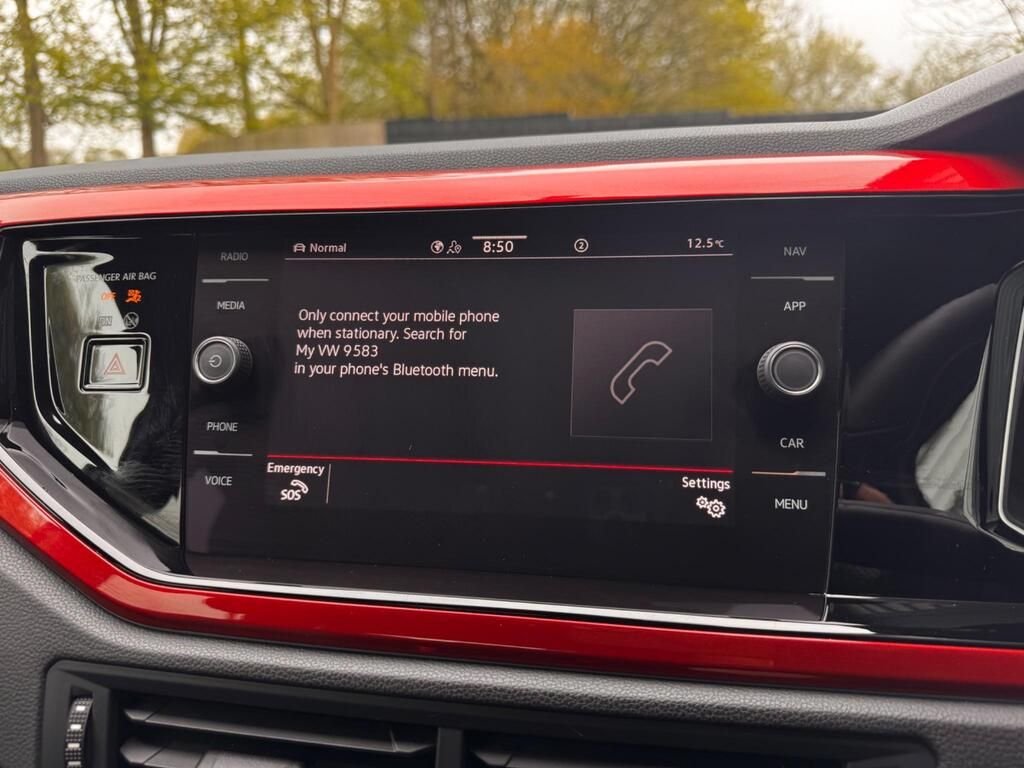 Normal
8:50
2
12.5°C
RADIO
NAV
PASSENGER AIR BAG
OFF
ON
MEDIA
APP
Only connect your mobile phone
when stationary. Search for
My VW 9583
in your phone's Bluetooth menu.
PHONE
CAR
VOICE
Emergency
SOS
Settings
MENU